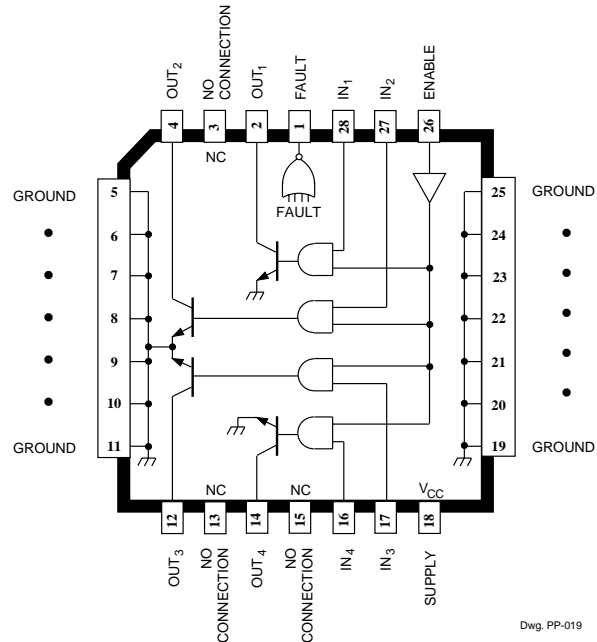 OUT2
NO CONNECTION
OUT1
FAULT
IN1
IN2
ENABLE
4
3
2
1
28
27
26
NC
FAULT
GROUND
5
6
7
8
9
10
11
GROUND
25
GROUND
24
23
22
21
20
19
GROUND
NC
NC
VCC
12
13
14
15
16
17
18
OUT3
NO CONNECTION
OUT4
NO CONNECTION
IN4
IN3
SUPPLY
Dwg. PP-019